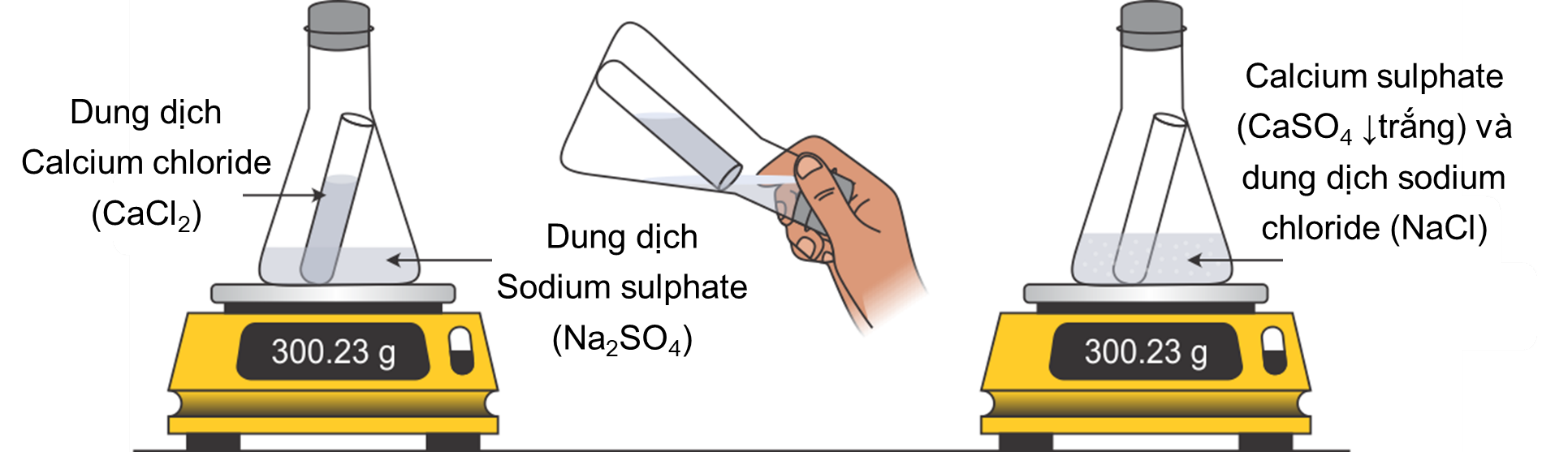 Dung dịch
Calcium chloride
(CaCl₂)
300.23 g
Dung dịch
Sodium sulphate
(Na₂SO₄)
Calcium sulphate
(CaSO₄ ↓trắng) và
dung dịch sodium
chloride (NaCl)
300.23 g